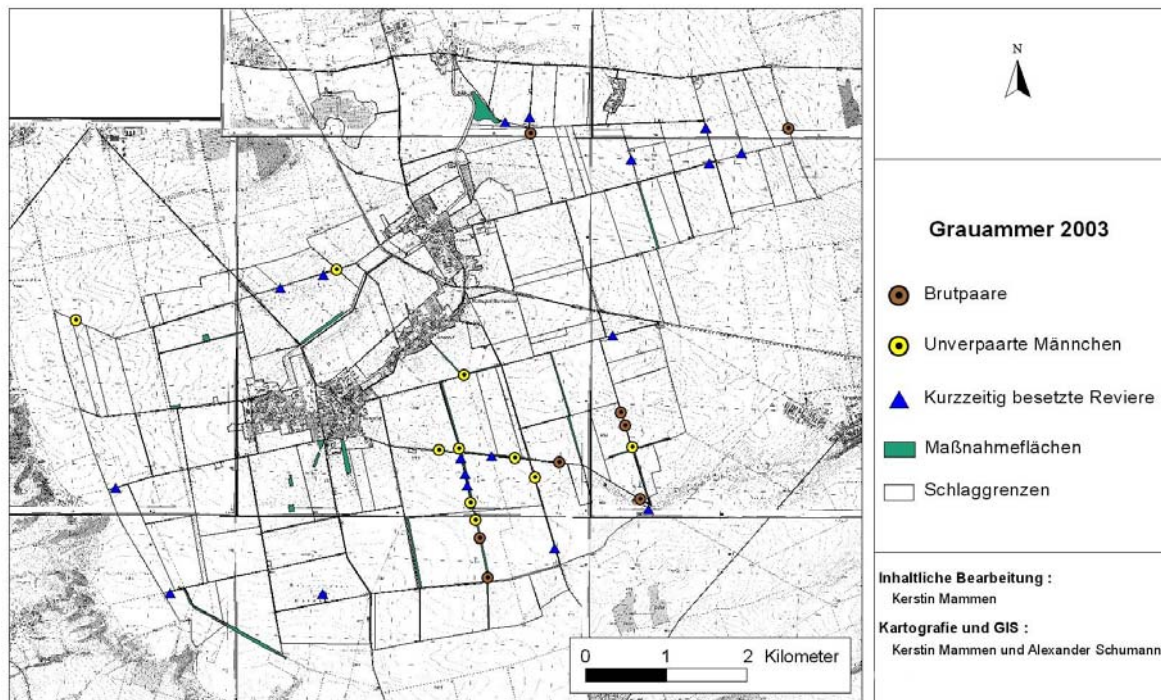 N
Grauammer 2003
Brutpaare
Unverpaarte Männchen
Kurzzeitig besetzte Reviere
Maßnahmeflächen
Schlaggrenzen
Inhaltliche Bearbeitung :
Kerstin Mammen
Kartografie und GIS :
Kerstin Mammen und Alexander Schumann
0 1 2 Kilometer